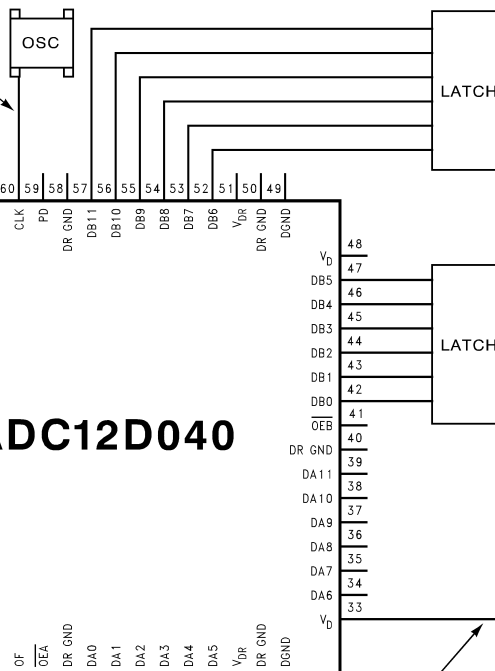 OSC
LATCH
60 59 58 57 56 55 54 53 52 51 50 49
CLK
PD
DR GND
DB11
DB10
DB9
DB8
DB7
DB6
VDR
DR GND
DGND
48
VD
47
DB5
46
DB4
45
DB3
44
DB2
LATCH
43
DB1
42
DB0
41
OEB
ADC12D040
40
DR GND
39
DA11
38
DA10
37
DA9
36
DA8
35
DA7
34
DA6
33
VD
OF
OEA
DR GND
DA0
DA1
DA2
DA3
DA4
DA5
VDR
DR GND
DGND